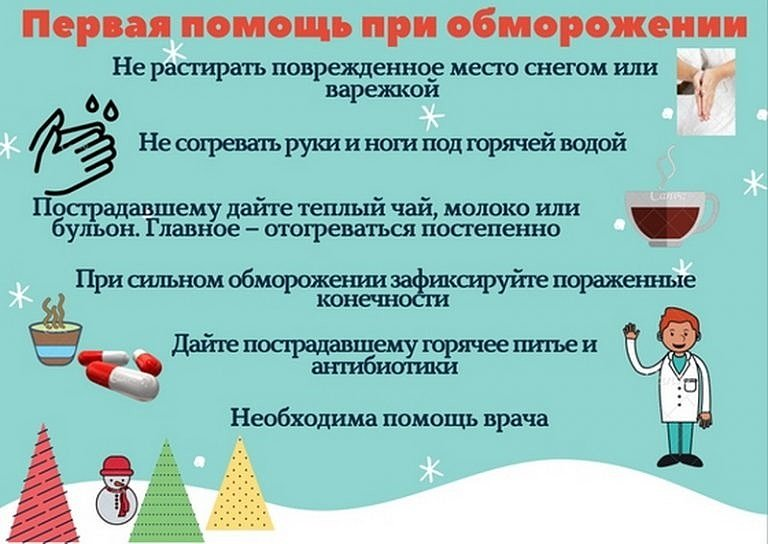 Первая помощь при обморожении
Не растирать поврежденное место снегом или
варежкой
Не согревать руки и ноги под горячей водой
Пострадавшему дайте теплый чай, молоко или
бульон. Главное – отогреваться постепенно
При сильном обморожении зафиксируйте пораженные
конечности
Дайте пострадавшему горячее питье и
антибиотики
Необходима помощь врача